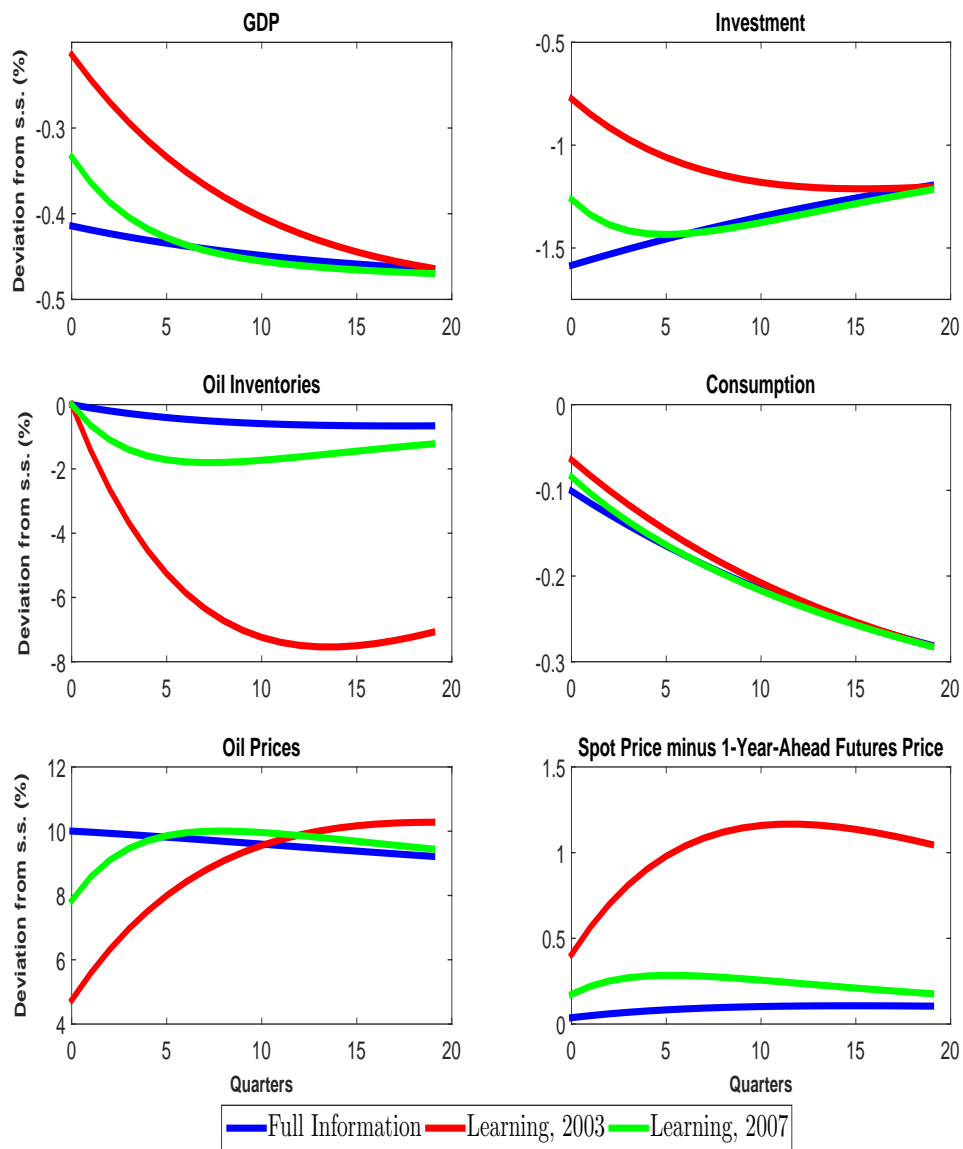 GDP
Deviation from s.s. (%)
-0.3
-0.4
-0.5
0 5 10 15 20
Investment
-0.5
-1
-1.5
0 5 10 15 20
Oil Inventories
Deviation from s.s. (%)
0
-2
-4
-6
-8
0 5 10 15 20
Consumption
0
-0.1
-0.2
-0.3
0 5 10 15 20
Oil Prices
Deviation from s.s. (%)
12
10
8
6
4
0 5 10 15 20
Quarters
Spot Price minus 1-Year-Ahead Futures Price
1.5
1
0.5
0
0 5 10 15 20
Quarters
Full Information Learning, 2003 Learning, 2007